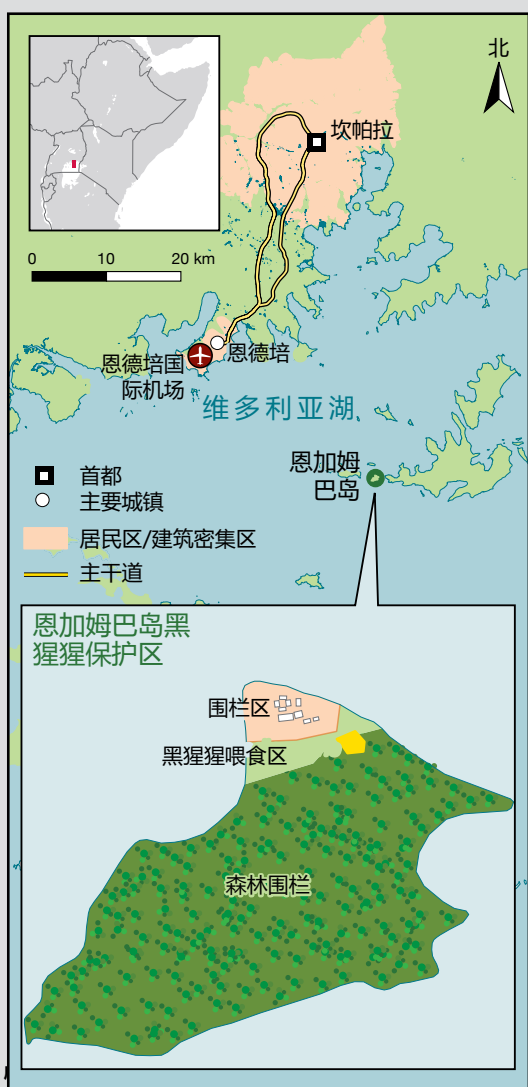 北
坎帕拉
0 10 20 km
恩德培国
际机场
恩德培
维多利亚湖
恩加姆
巴岛
首都
主要城镇
居民区/建筑密集区
主干道
恩加姆巴岛黑
猩猩保护区
围栏区
黑猩猩喂食区
森林围栏